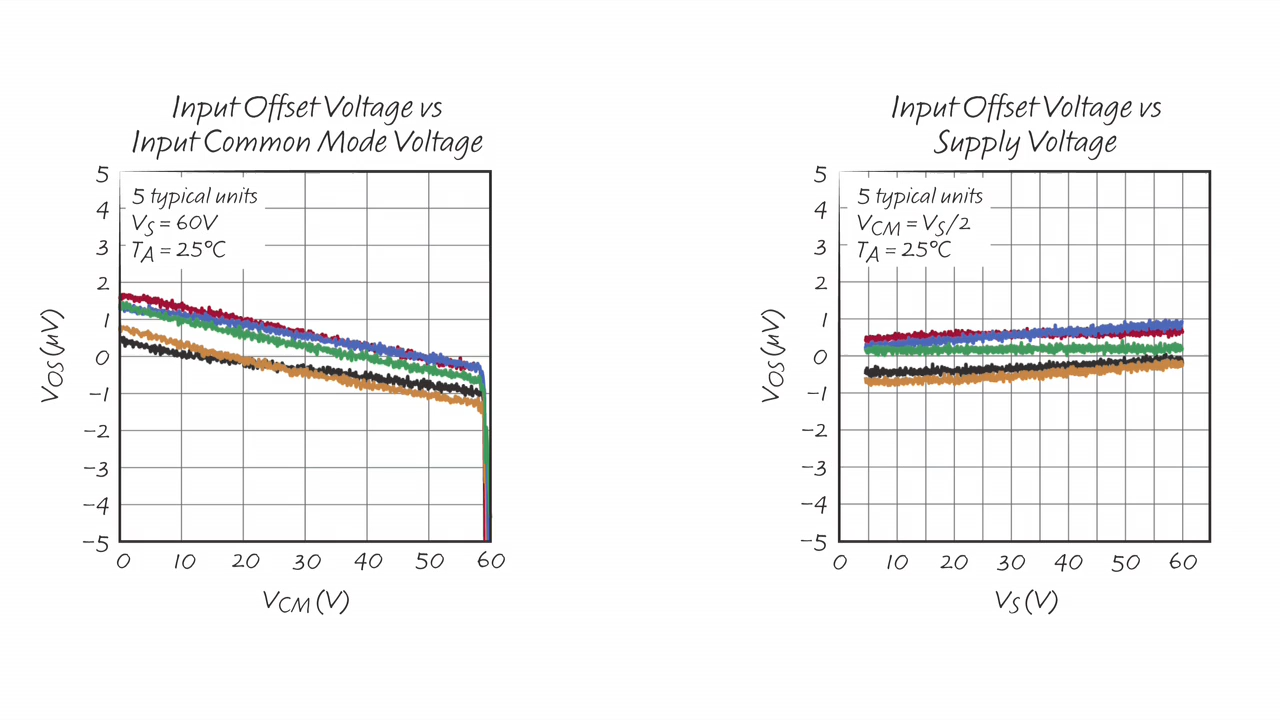 Input Offset Voltage vs
Input Common Mode Voltage
5
4
3
2
1
0
−1
−2
−3
−4
−5
VOS (µV)
5 typical units
VS = 60V
TA = 25°C
0 10 20 30 40 50 60
VCM (V)
Input Offset Voltage vs
Supply Voltage
5
4
3
2
1
0
−1
−2
−3
−4
−5
VOS (µV)
5 typical units
VCM = VS/2
TA = 25°C
0 10 20 30 40 50 60
VS (V)